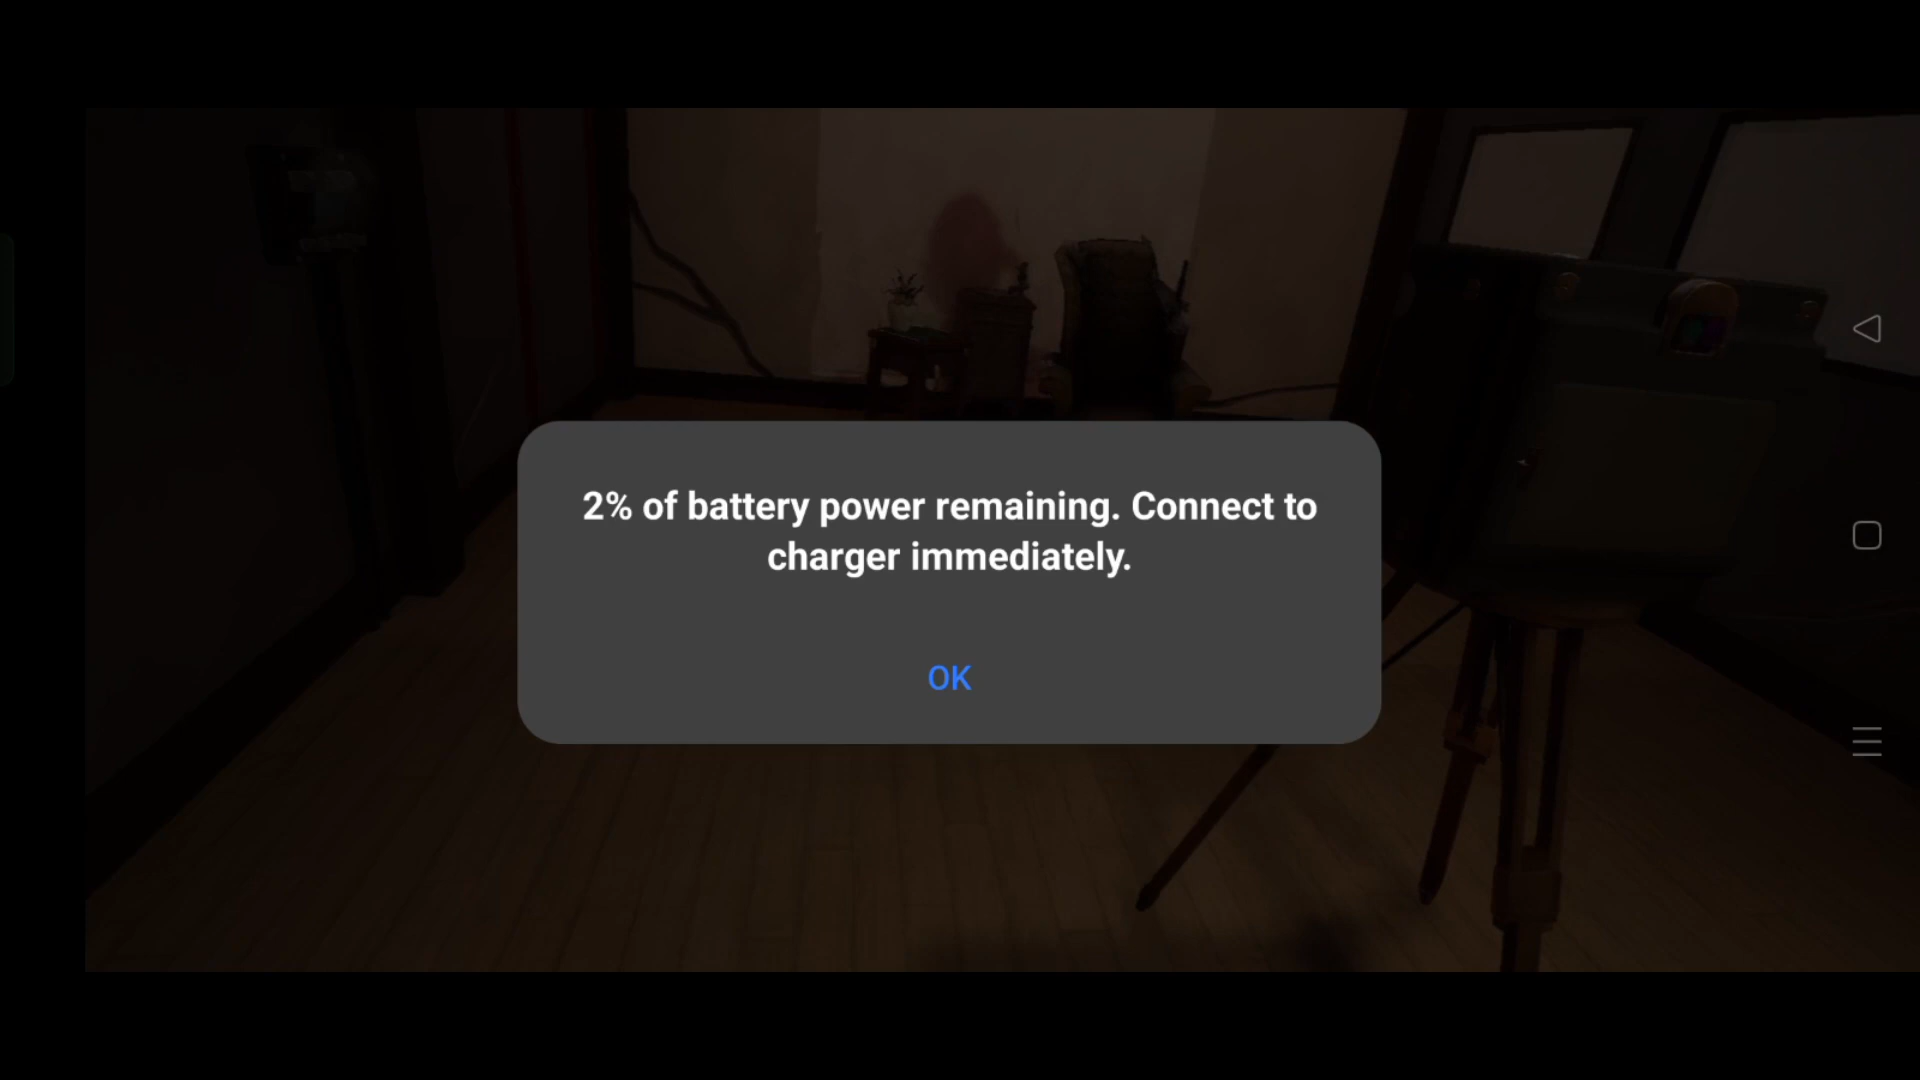 2% of battery power remaining. Connect to
charger immediately.
OK